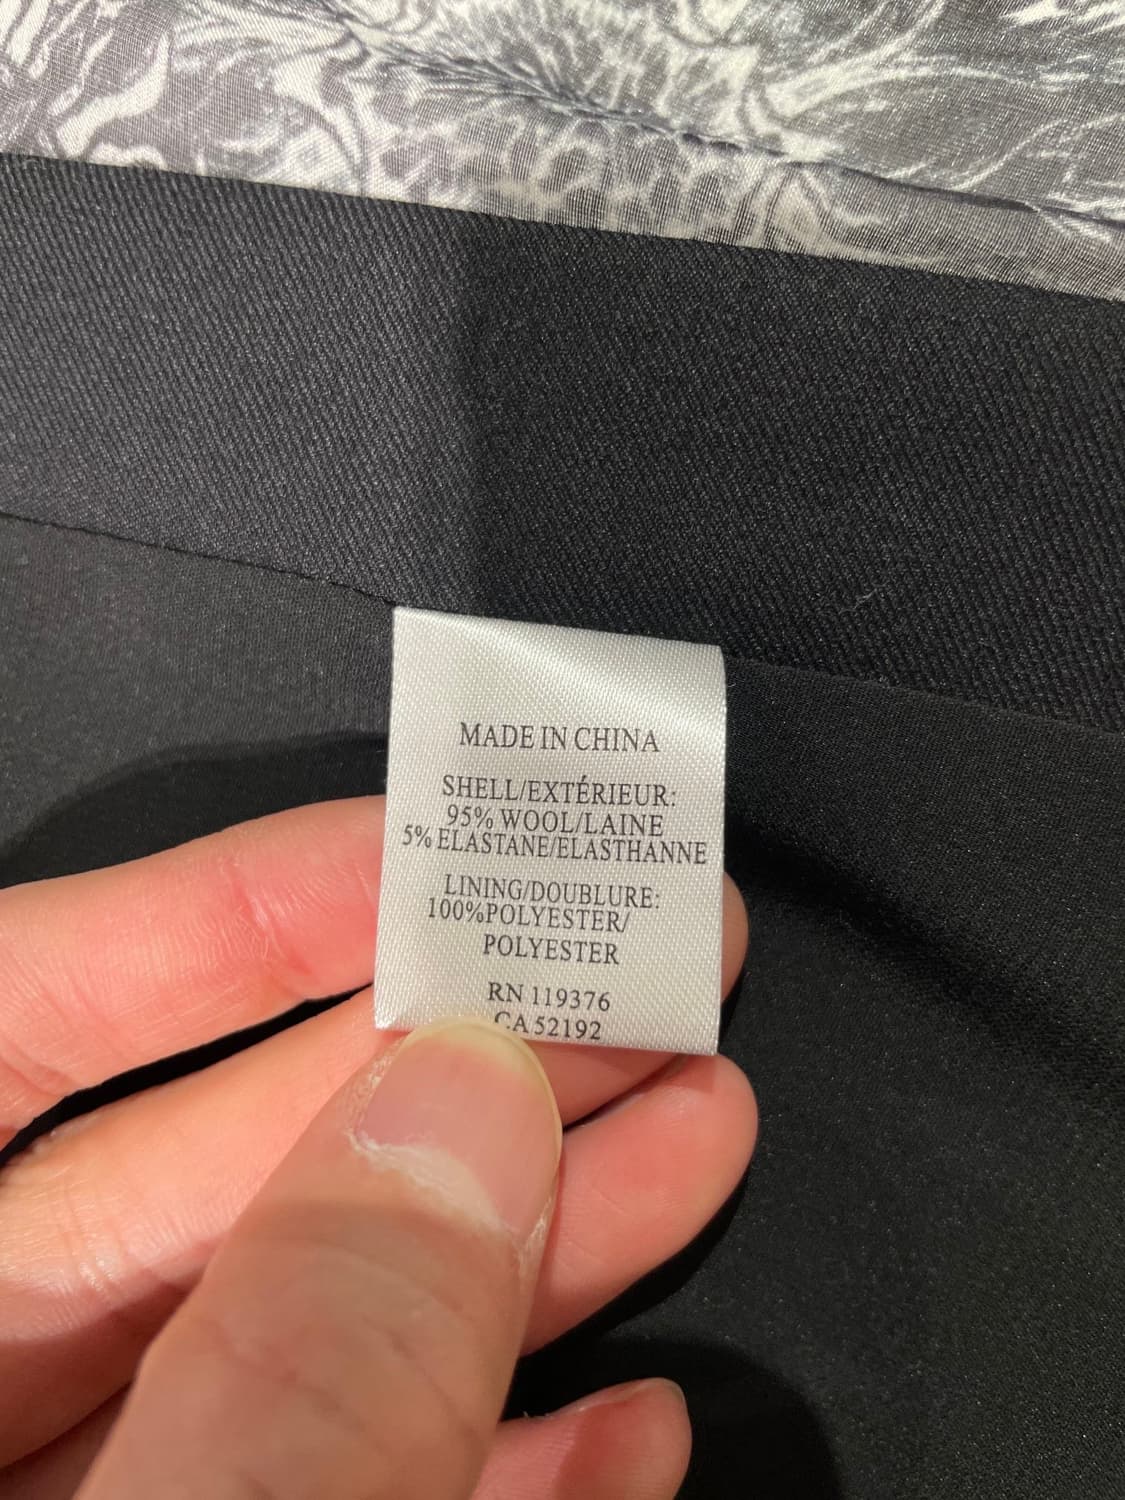 MADE IN CHINA
SHELL/EXTÉRIEUR:
95% WOOL/LAINE
5% ELASTANE/ELASTHANNE
LINING/DOUBLURE:
100%POLYESTER/
POLYESTER
RN 119376
CA 52192